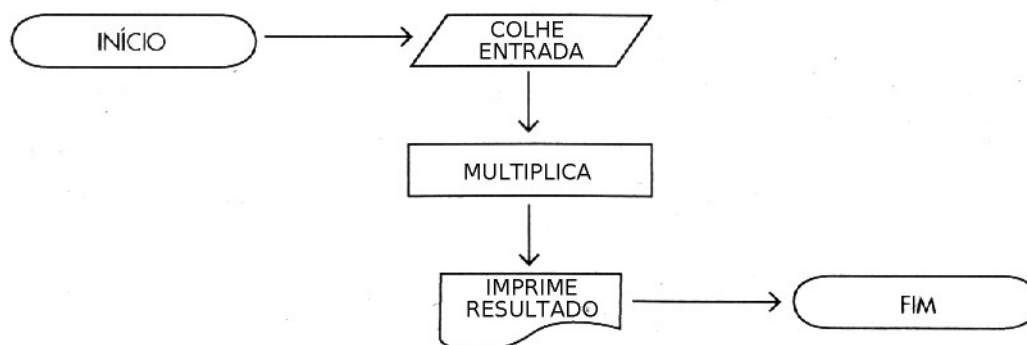 INÍCIO
COLHE
ENTRADA
MULTIPLICA
IMPRIME
RESULTADO
FIM